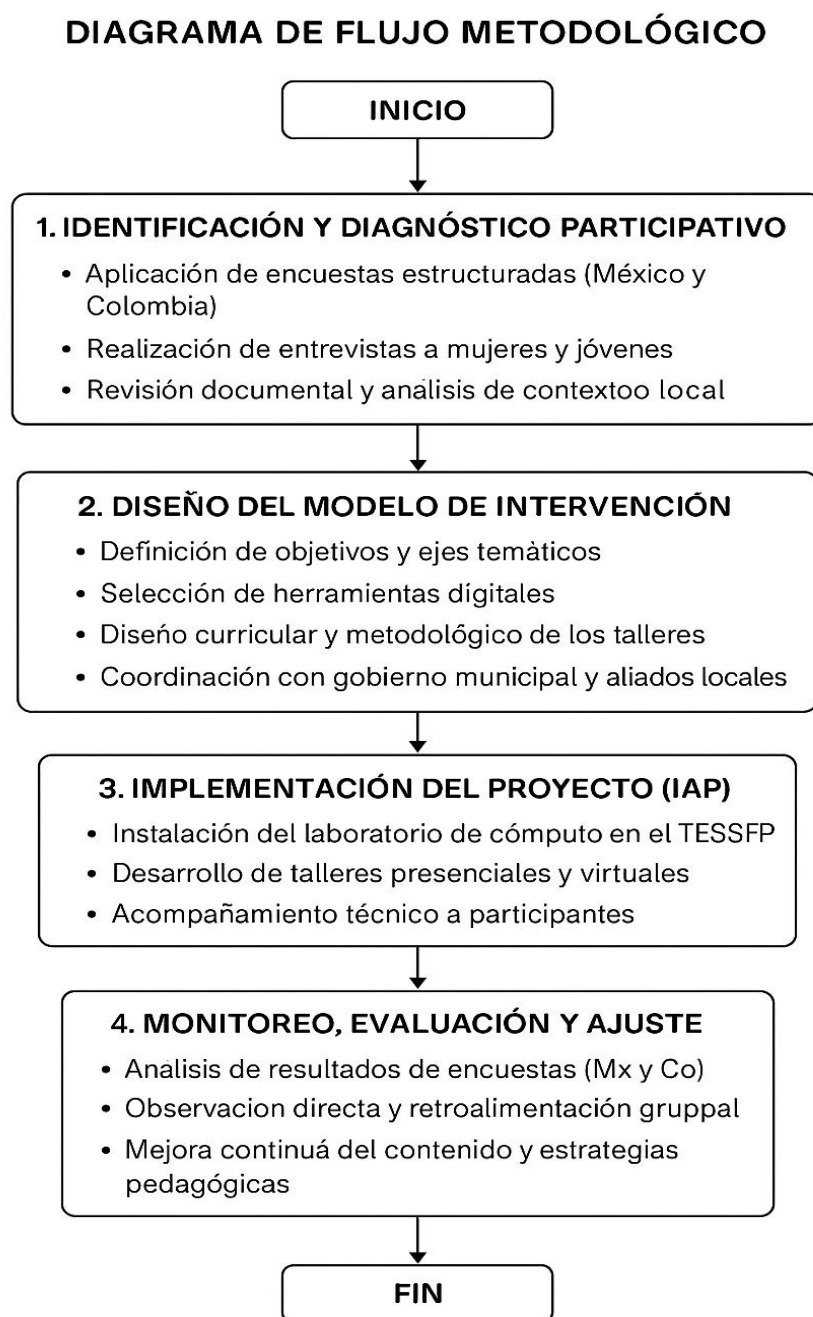 DIAGRAMA DE FLUJO METODOLÓGICO
INICIO
1. IDENTIFICACIÓN Y DIAGNÓSTICO PARTICIPATIVO
• Aplicación de encuestas estructuradas (México y
Colombia)
• Realización de entrevistas a mujeres y jóvenes
• Revisión documental y análisis de contextoo local
2. DISEÑO DEL MODELO DE INTERVENCIÓN
• Definición de objetivos y ejes temàticos
• Selección de herramientas dígitales
• Diseño curricular y metodológico de los talleres
• Coordinación con gobierno municipal y aliados locales
3. IMPLEMENTACIÓN DEL PROYECTO (IAP)
• Instalación del laboratorio de cómputo en el TESSFP
• Desarrollo de talleres presenciales y virtuales
• Acompañamiento técnico a participantes
4. MONITOREO, EVALUACIÓN Y AJUSTE
• Análisis de resultados de encuestas (Mx y Co)
• Observacion directa y retroalimentación gruppal
• Mejora continuá del contenido y estrategias
pedagógicas
FIN